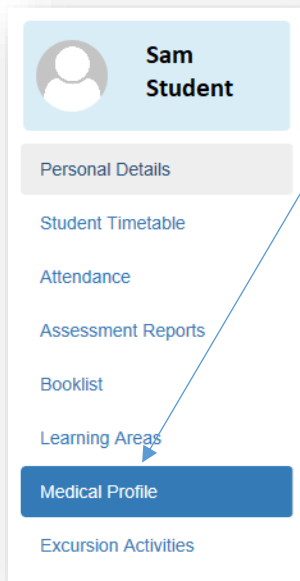 Sam
Student
Personal Details
Student Timetable
Attendance
Assessment Reports
Booklist
Learning Areas
Medical Profile
Excursion Activities